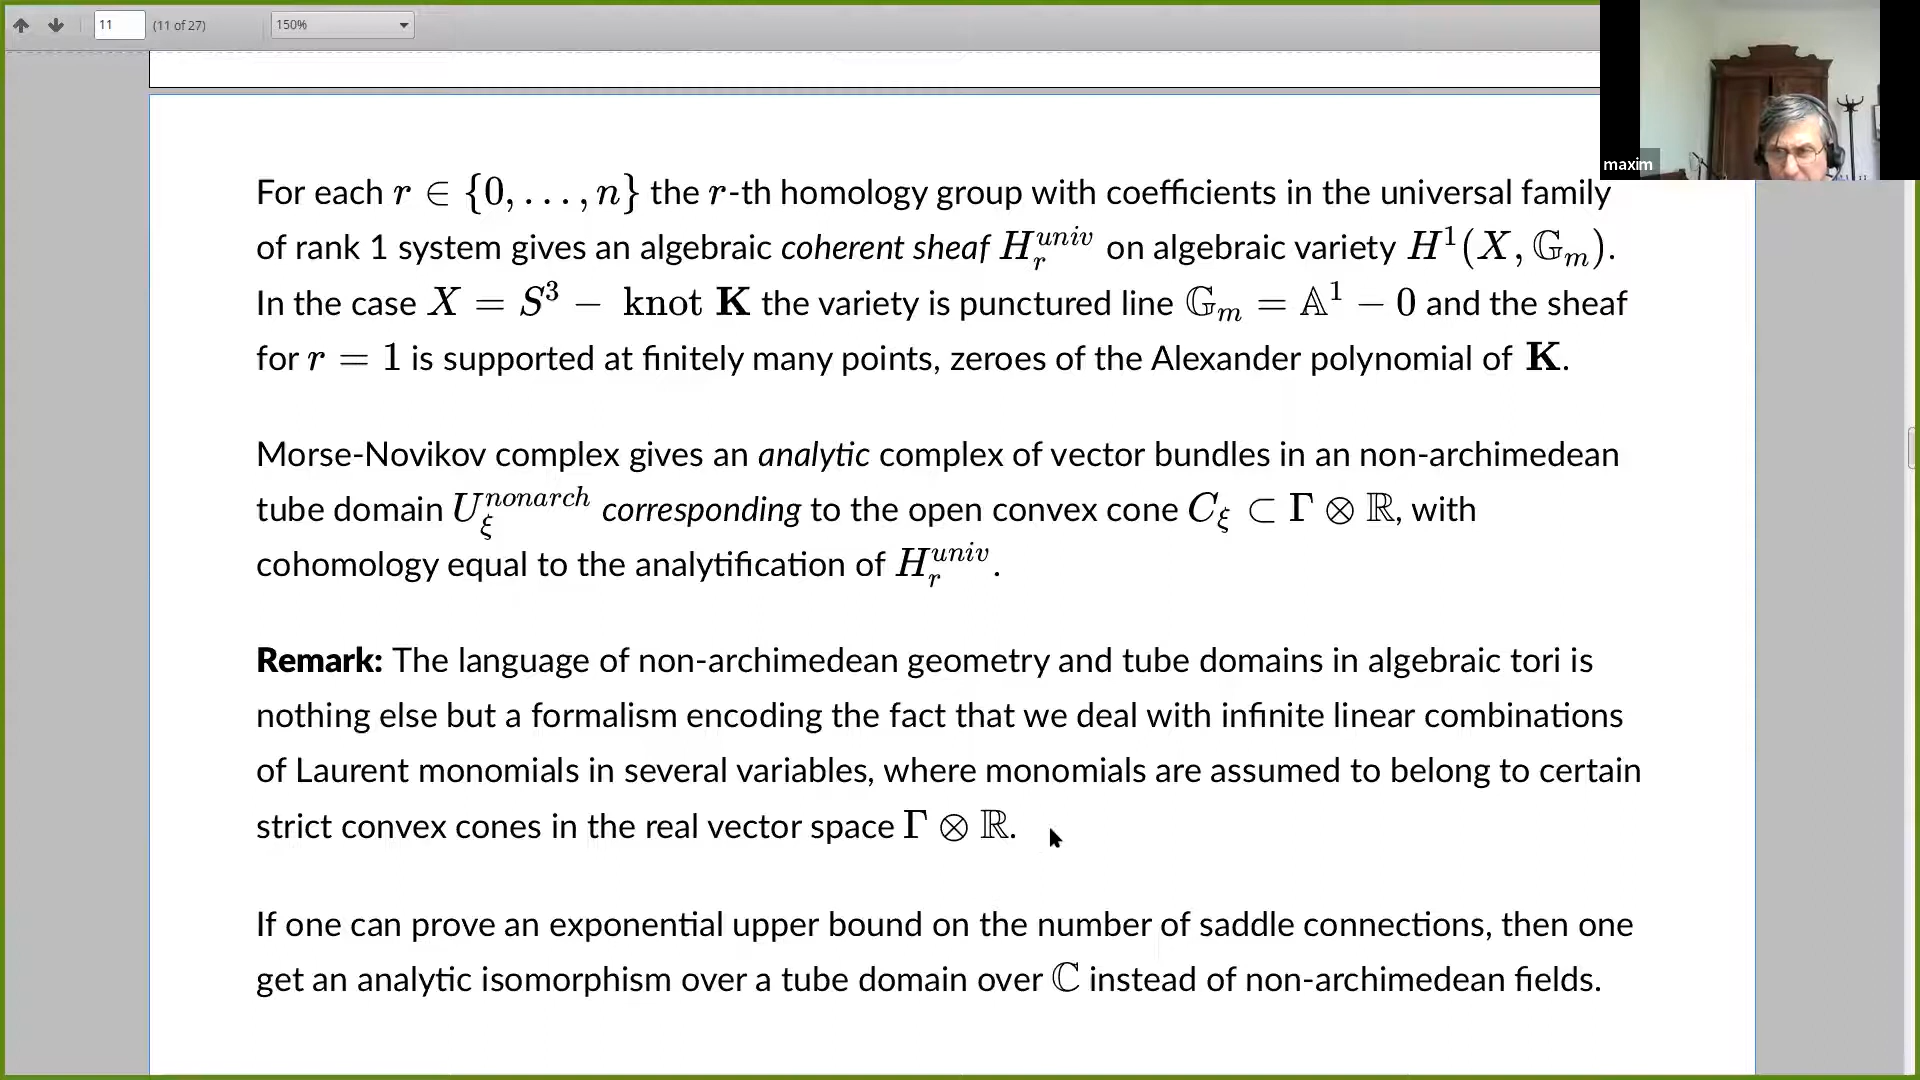 11 (11 of 27) 150%
maxim
For each r ∈ {0, . . . , n} the r-th homology group with coefficients in the universal family
of rank 1 system gives an algebraic coherent sheaf H_r^{univ} on algebraic variety H^1(X, 𝔾_m).
In the case X = S^3 − knot K the variety is punctured line 𝔾_m = 𝔸^1 − 0 and the sheaf
for r = 1 is supported at finitely many points, zeroes of the Alexander polynomial of K.
Morse-Novikov complex gives an analytic complex of vector bundles in an non-archimedean
tube domain U_ξ^{nonarch} corresponding to the open convex cone C_ξ ⊂ Γ ⊗ ℝ, with
cohomology equal to the analytification of H_r^{univ}.
Remark: The language of non-archimedean geometry and tube domains in algebraic tori is
nothing else but a formalism encoding the fact that we deal with infinite linear combinations
of Laurent monomials in several variables, where monomials are assumed to belong to certain
strict convex cones in the real vector space Γ ⊗ ℝ.
If one can prove an exponential upper bound on the number of saddle connections, then one
get an analytic isomorphism over a tube domain over ℂ instead of non-archimedean fields.